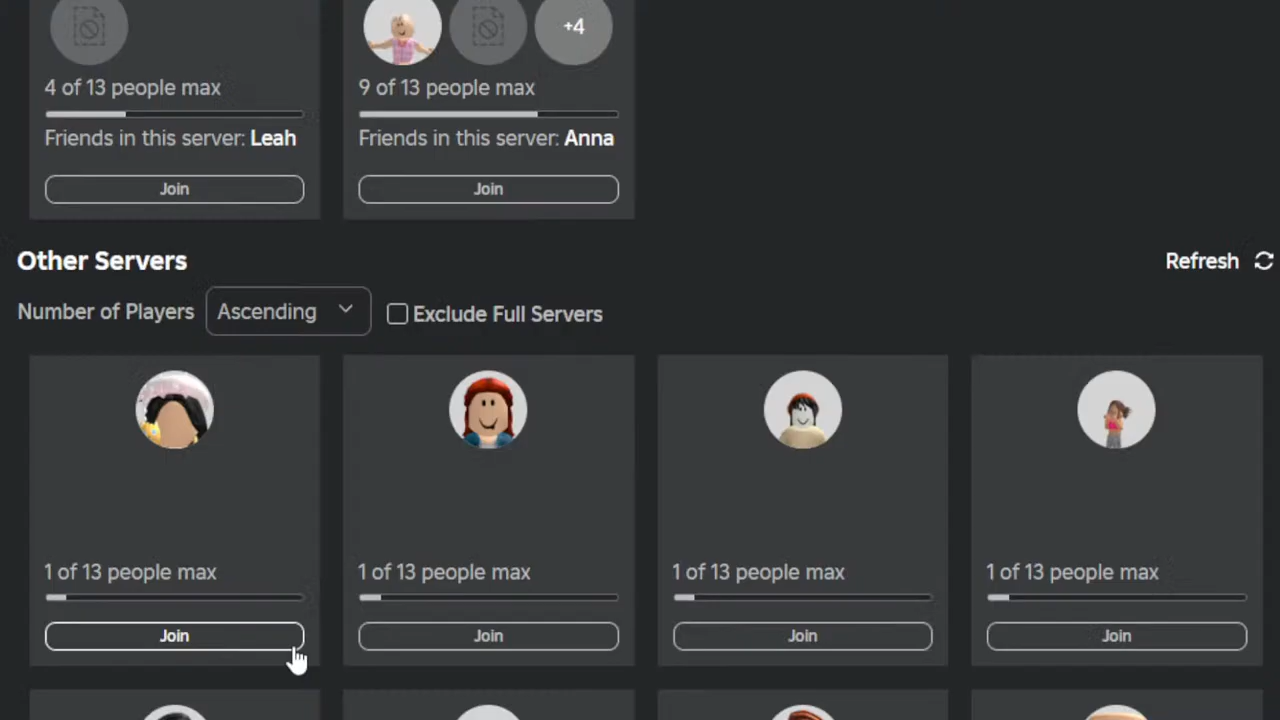 +4
4 of 13 people max
9 of 13 people max
Friends in this server: Leah
Friends in this server: Anna
Join
Join
Other Servers
Refresh
Number of Players
Ascending
Exclude Full Servers
1 of 13 people max
1 of 13 people max
1 of 13 people max
1 of 13 people max
Join
Join
Join
Join